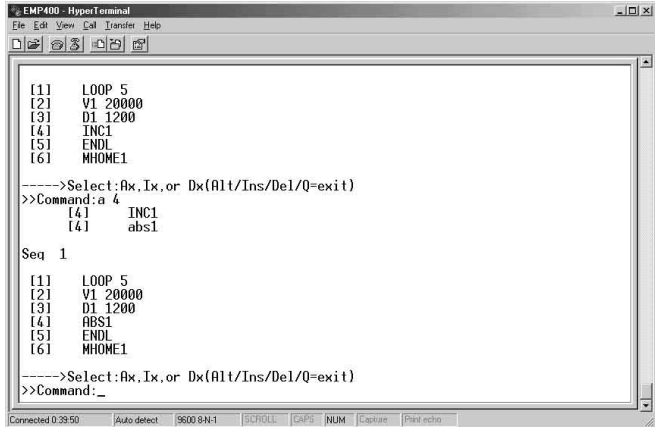 EMP400 - HyperTerminal
File Edit View Call Transfer Help
[1] LOOP 5
[2] V1 20000
[3] D1 1200
[4] INC1
[5] ENDL
[6] MHOME1
----->Select:Ax,Ix,or Dx(Alt/Ins/Del/Q=exit)
>>Command:a 4
[4] INC1
[4] abs1
Seq 1
[1] LOOP 5
[2] V1 20000
[3] D1 1200
[4] ABS1
[5] ENDL
[6] MHOME1
----->Select:Ax,Ix,or Dx(Alt/Ins/Del/Q=exit)
>>Command:_
Connected 0:39:50 Auto detect 9600 8-N-1 SCROLL CAPS NUM Capture Print echo